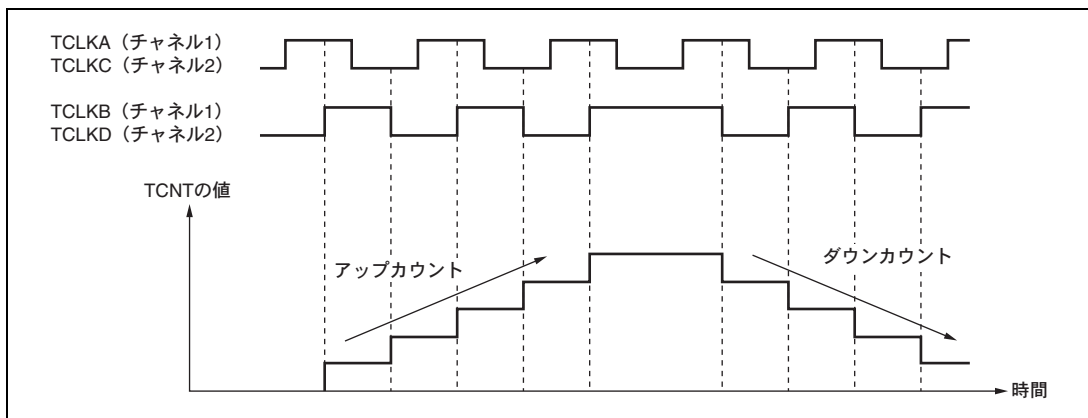 TCLKA（チャネル1）
TCLKC（チャネル2）
TCLKB（チャネル1）
TCLKD（チャネル2）
TCNTの値
アップカウント
ダウンカウント
時間